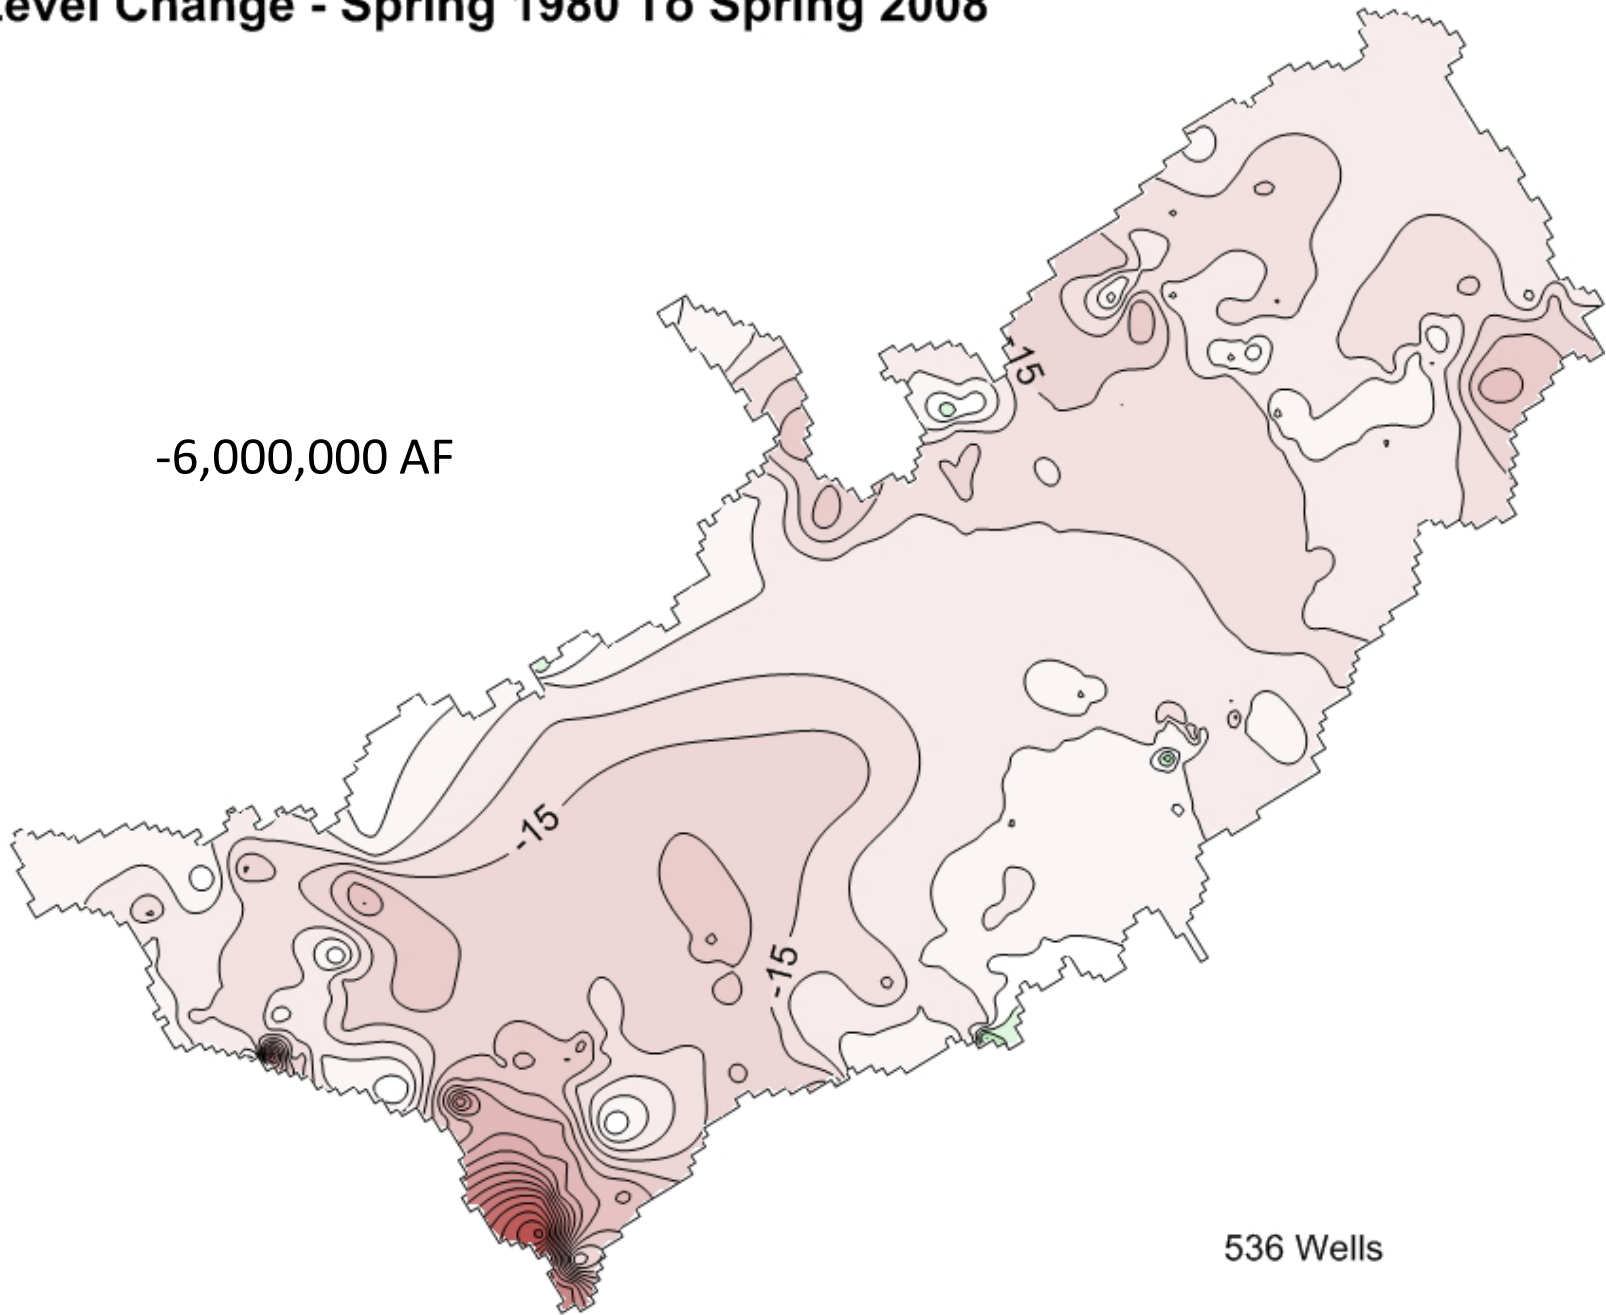 Level Change - Spring 1980 To Spring 2008
-15
-6,000,000 AF
-15
-15
536 Wells